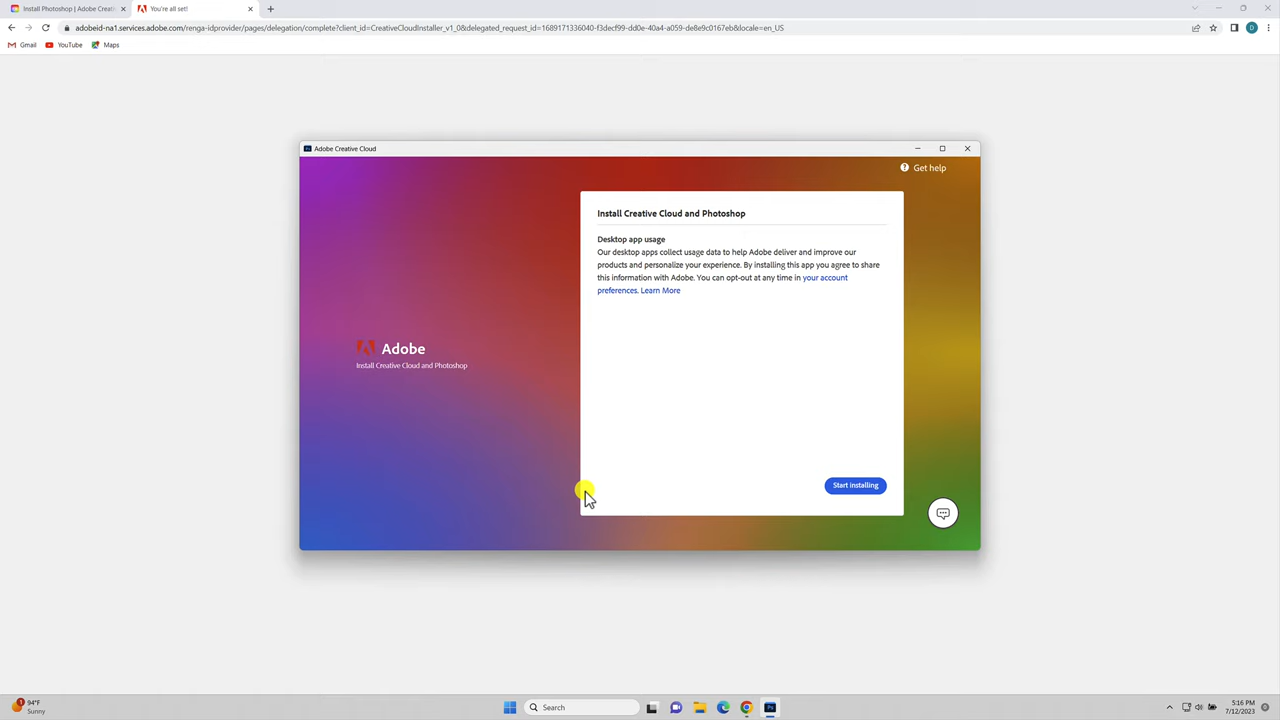 Install Photoshop | Adobe Creati
You're all set!
adobeid-na1.services.adobe.com/renga-idprovider/pages/delegation/complete?client_id=CreativeCloudInstaller_v1_0&delegated_request_id=1689171336040-f3decf99-dd0e-40a4-a059-de8e9c0167eb&locale=en_US
D
Gmail YouTube Maps
Adobe Creative Cloud
Get help
Install Creative Cloud and Photoshop
Desktop app usage
Our desktop apps collect usage data to help Adobe deliver and improve our
products and personalize your experience. By installing this app you agree to share
this information with Adobe. You can opt-out at any time in your account
preferences. Learn More
Adobe
Install Creative Cloud and Photoshop
Start installing
1
94°F
Sunny
Search
Ps
5:16 PM
7/12/2023